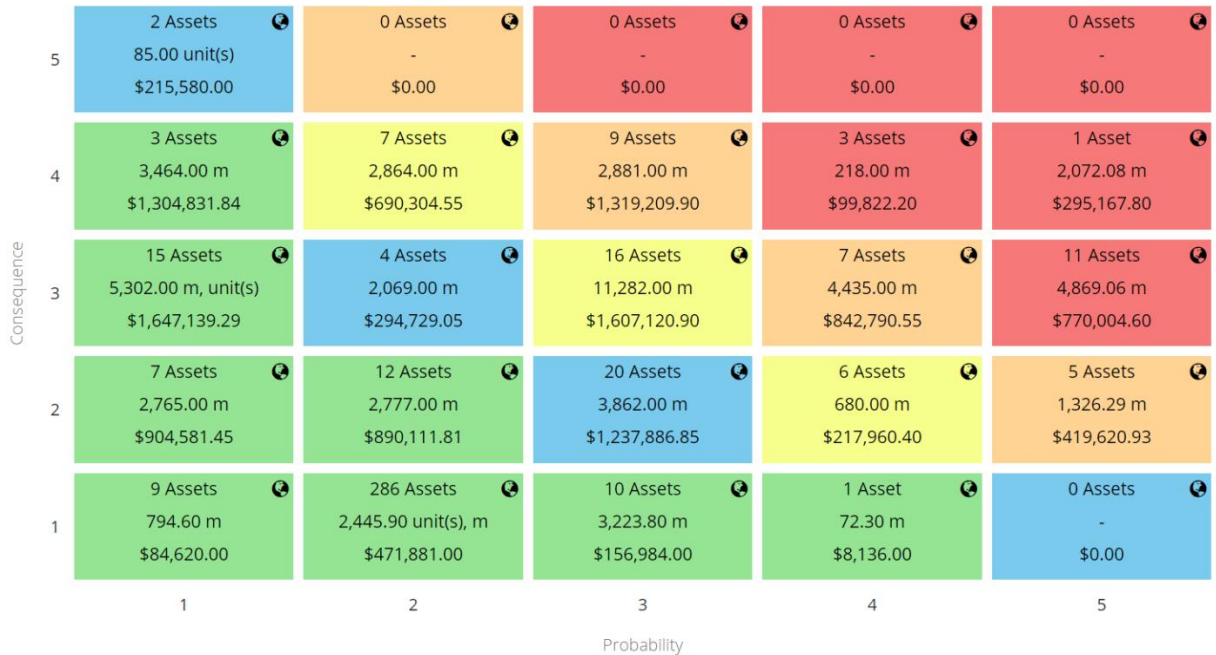 5
2 Assets
85.00 unit(s)
$215,580.00
0 Assets
-
$0.00
0 Assets
-
$0.00
0 Assets
-
$0.00
0 Assets
-
$0.00
4
3 Assets
3,464.00 m
$1,304,831.84
7 Assets
2,864.00 m
$690,304.55
9 Assets
2,881.00 m
$1,319,209.90
3 Assets
218.00 m
$99,822.20
1 Asset
2,072.08 m
$295,167.80
Consequence
3
15 Assets
5,302.00 m, unit(s)
$1,647,139.29
4 Assets
2,069.00 m
$294,729.05
16 Assets
11,282.00 m
$1,607,120.90
7 Assets
4,435.00 m
$842,790.55
11 Assets
4,869.06 m
$770,004.60
2
7 Assets
2,765.00 m
$904,581.45
12 Assets
2,777.00 m
$890,111.81
20 Assets
3,862.00 m
$1,237,886.85
6 Assets
680.00 m
$217,960.40
5 Assets
1,326.29 m
$419,620.93
1
9 Assets
794.60 m
$84,620.00
286 Assets
2,445.90 unit(s), m
$471,881.00
10 Assets
3,223.80 m
$156,984.00
1 Asset
72.30 m
$8,136.00
0 Assets
-
$0.00
1
2
3
4
5
Probability